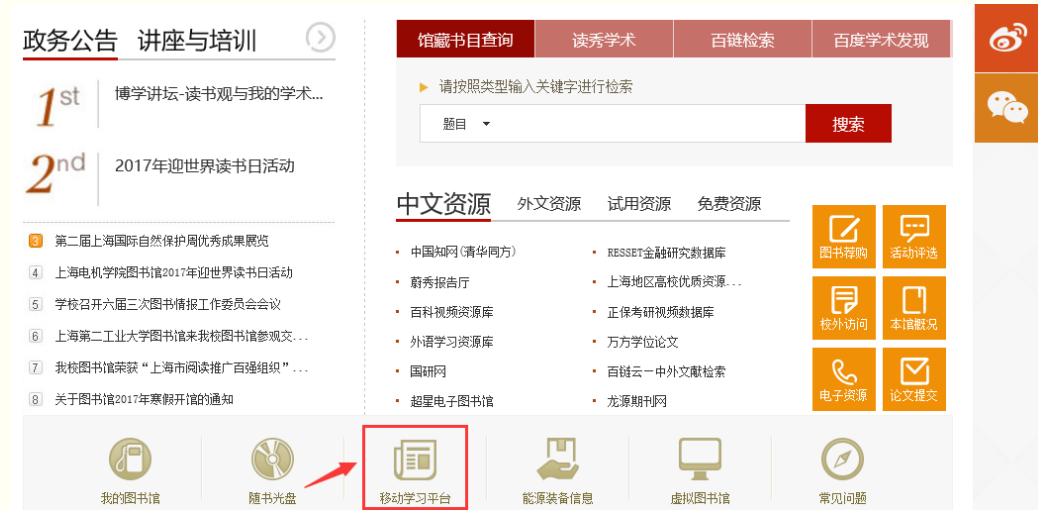 政务公告 讲座与培训
1st 博学讲坛-读书观与我的学术...
2nd 2017年迎世界读书日活动
3 第二届上海国际自然保护周优秀成果展览
4 上海电机学院图书馆2017年迎世界读书日活动
5 学校召开六届三次图书情报工作委员会会议
6 上海第二工业大学图书馆来我校图书馆参观交...
7 我校图书馆荣获“上海市阅读推广百强组织”...
8 关于图书馆2017年寒假开馆的通知
馆藏书目查询 读秀学术 百链检索 百度学术发现
请按照类型输入关键字进行检索
题目 搜索
中文资源 外文资源 试用资源 免费资源
中国知网(清华同方) RESSET金融研究数据库
蔚秀报告厅 上海地区高校优质资源...
百科视频资源库 正保考研视频数据库
外语学习资源库 万方学位论文
国研网 百链云一中外文献检索
超星电子图书馆 龙源期刊网
图书荐购 活动评选
校外访问 本馆概况
电子资源 论文提交
我的图书馆 随书光盘 移动学习平台 能源装备信息 虚拟图书馆 常见问题